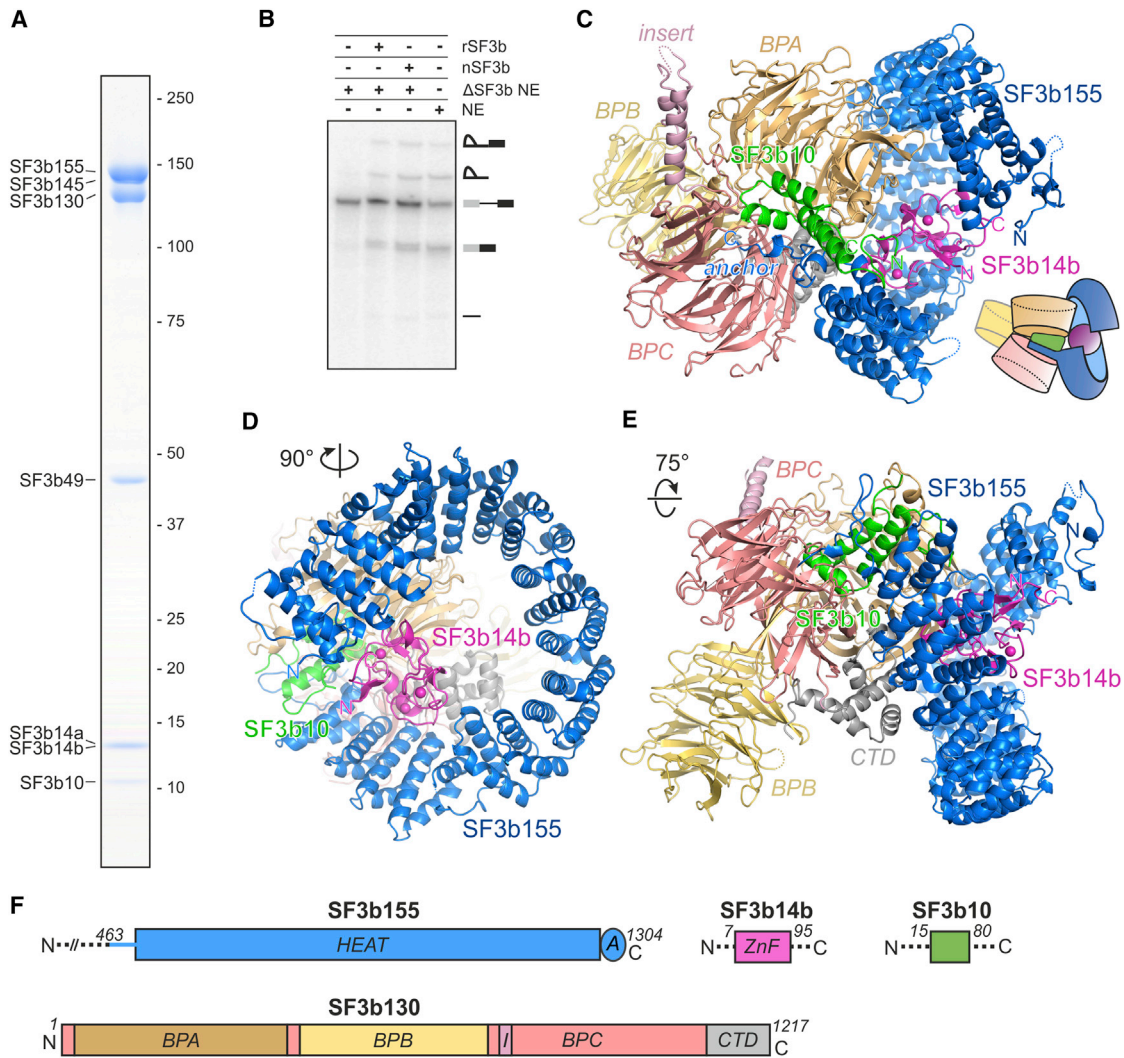 A
250
150
100
75
50
37
25
20
15
10
SF3b155
SF3b145
SF3b130
SF3b49
SF3b14a
SF3b14b
SF3b10
B
- + - - rSF3b
- - + - nSF3b
+ + + - ΔSF3b NE
- - - + NE
C
insert
BPA
BPB
SF3b10
SF3b155
C
anchor
C
N
C
N
N
SF3b14b
BPC
D
90°
N
N
SF3b14b
SF3b10
SF3b155
E
75°
BPC
SF3b155
N
N
C
SF3b10
SF3b14b
CTD
BPB
F
SF3b155
N 463 HEAT A 1304 C
SF3b14b
N 7 ZnF 95 C
SF3b10
N 15 80 C
SF3b130
1 N BPA BPB I BPC CTD 1217 C